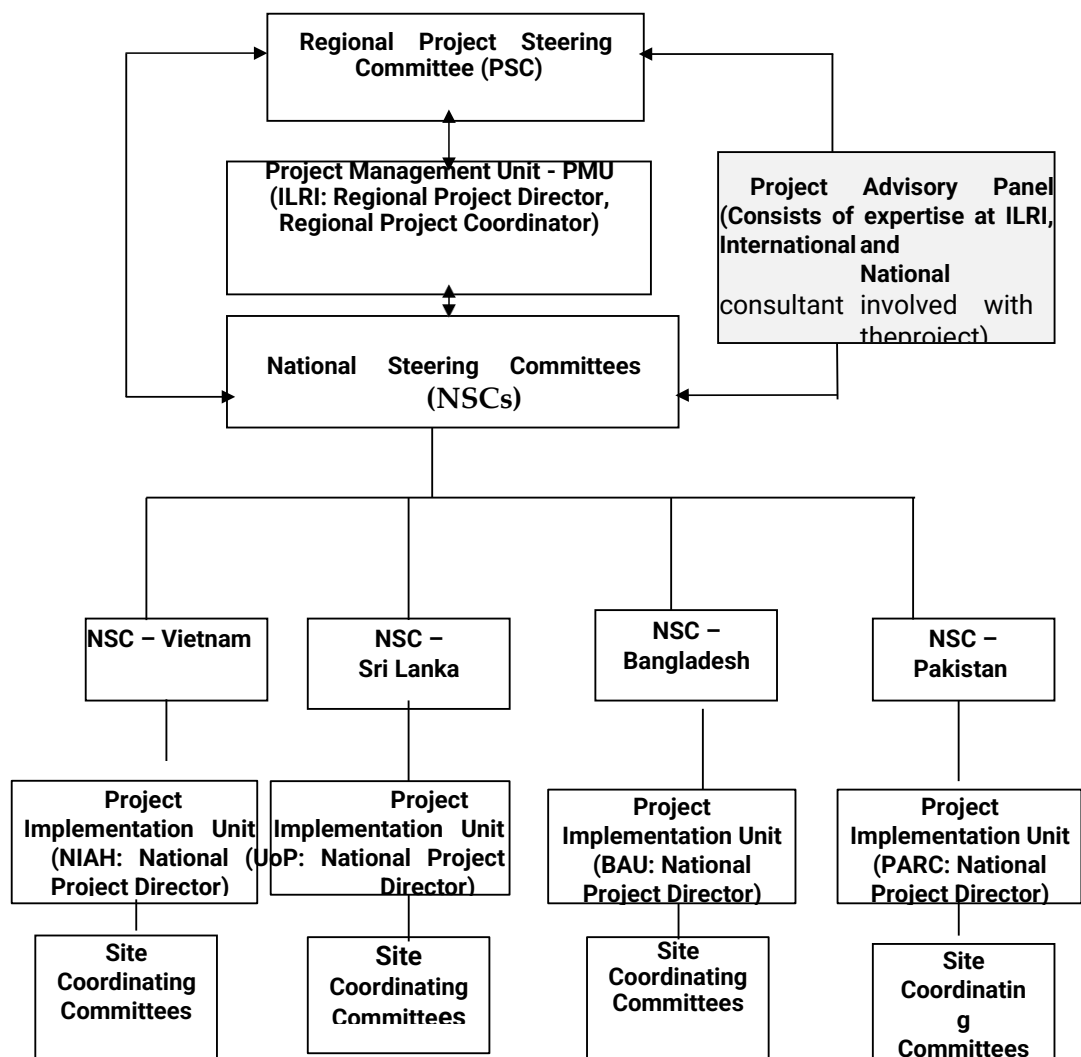 Regional Project Steering
Committee (PSC)
Project Management Unit - PMU
(ILRI: Regional Project Director,
Regional Project Coordinator)
Project Advisory Panel
(Consists of expertise at ILRI,
International and
National
consultant involved with
theproject)
National Steering Committees
(NSCs)
NSC – Vietnam
NSC –
Sri Lanka
NSC –
Bangladesh
NSC –
Pakistan
Project
Implementation Unit
(NIAH: National
Project Director)
Project
Implementation Unit
(UoP: National Project
Director)
Project
Implementation Unit
(BAU: National
Project Director)
Project
Implementation Unit
(PARC: National
Project Director)
Site
Coordinating
Committees
Site
Coordinating
Committees
Site
Coordinating
Committees
Site
Coordinatin
g
Committees